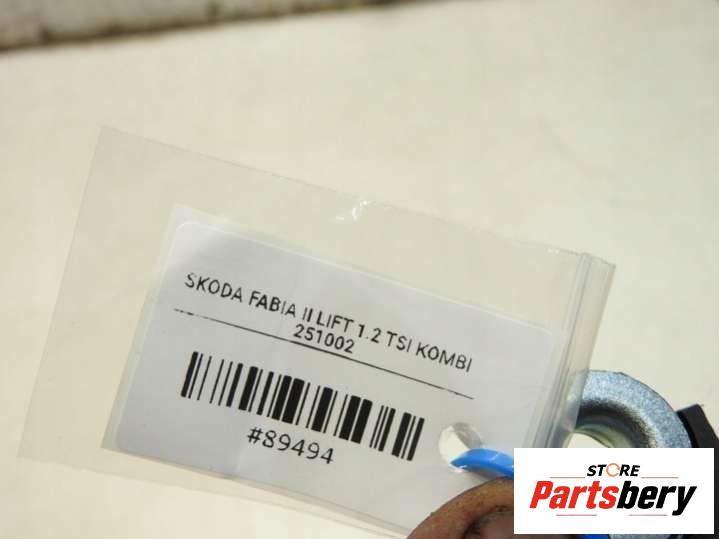 SKODA FABIA II LIFT 1.2 TSI KOMBI
251002
#89494
STORE
Partsbery